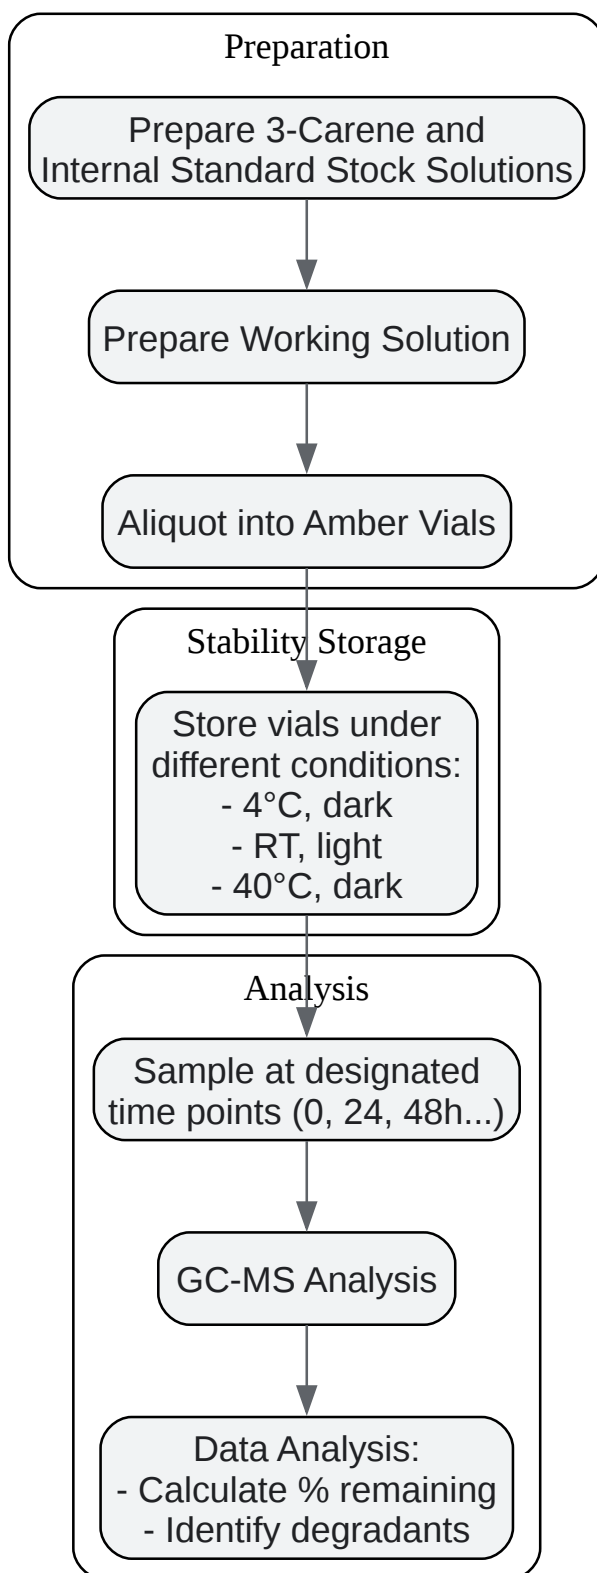 Preparation
Prepare 3-Carene and
Internal Standard Stock Solutions
Prepare Working Solution
Aliquot into Amber Vials
Stability Storage
Store vials under
different conditions:
- 4°C, dark
- RT, light
- 40°C, dark
Analysis
Sample at designated
time points (0, 24, 48h...)
GC-MS Analysis
Data Analysis:
- Calculate % remaining
- Identify degradants